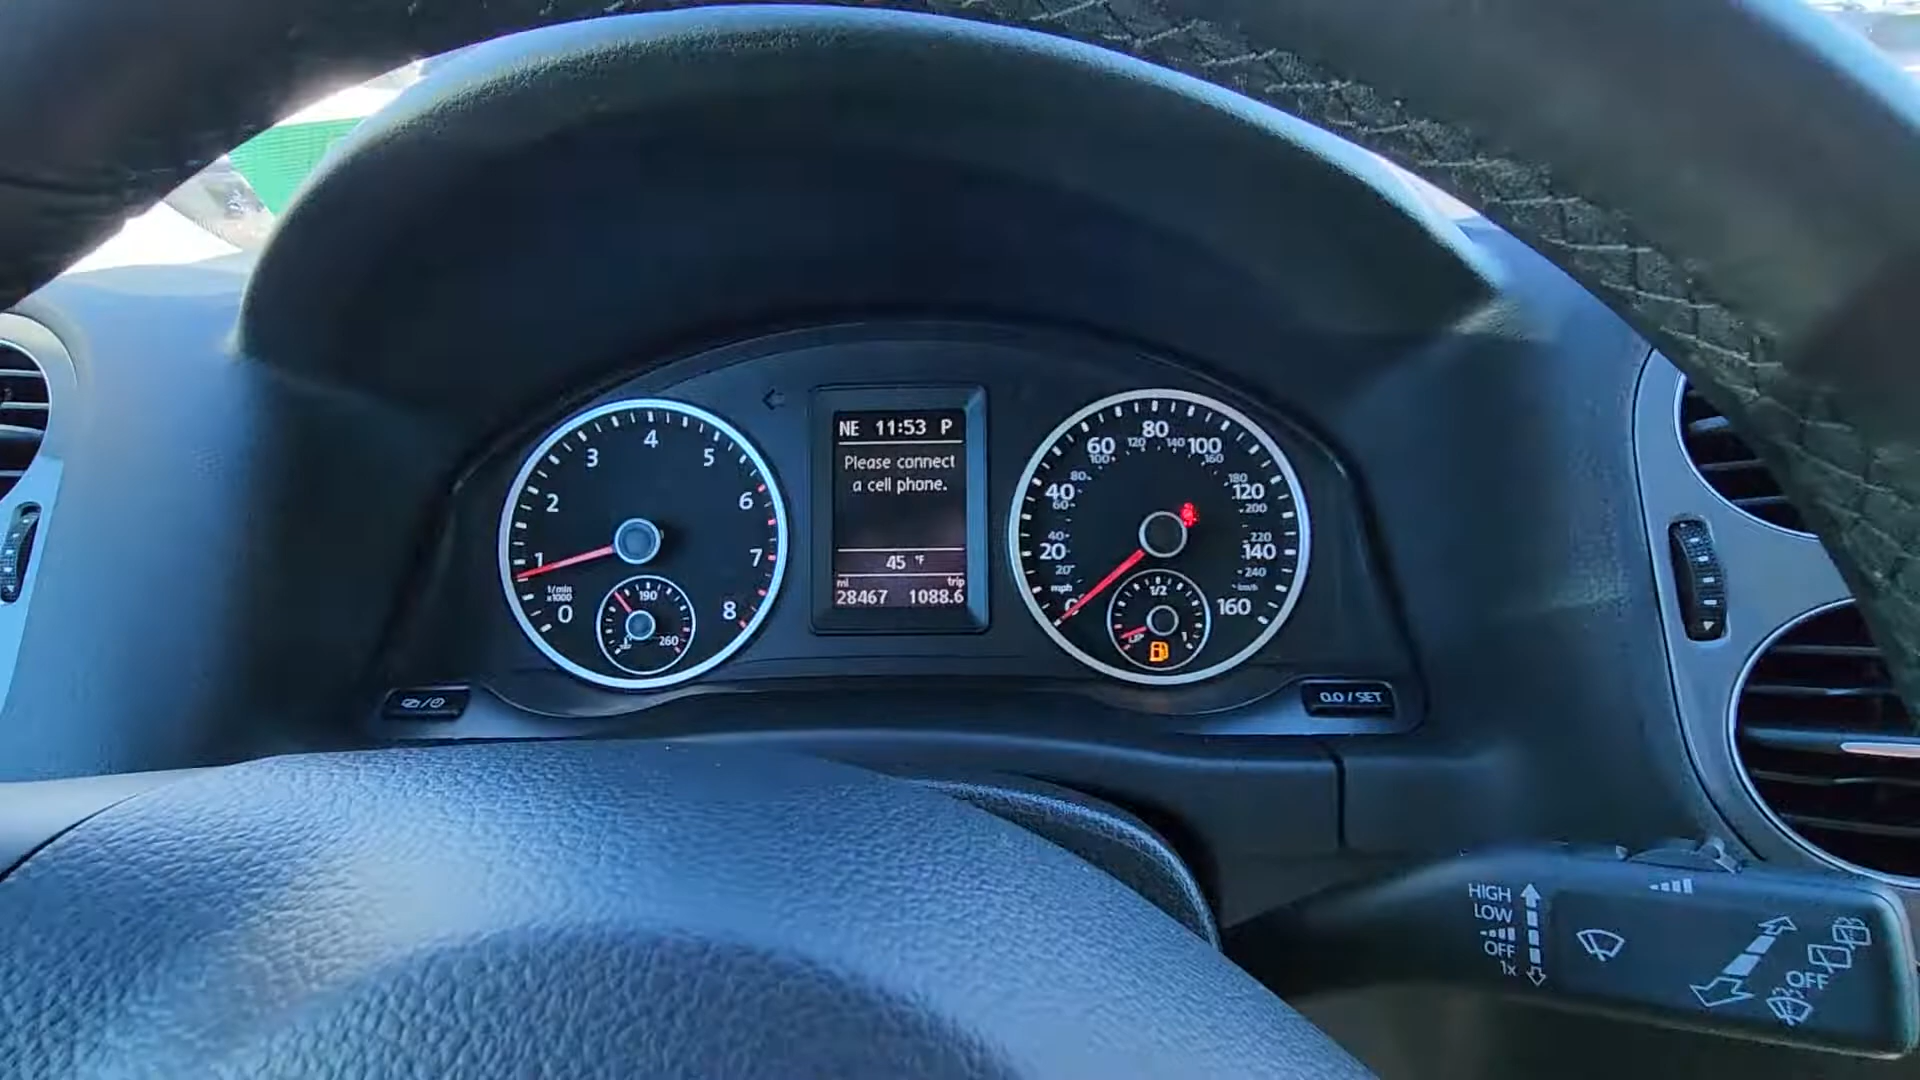 NE 11:53 P
Please connect
a cell phone.
45 °F
mi trip
28467 1088.6
0 1 2 3 4 5 6 7 8
1/min
x1000
190
260
0 20 40 60 80 100 120 140 160
20 40 60 80 100 120 140 160 180 200 220 240
mph
km/h
1/2
1
0.0 / SET
HIGH
LOW
OFF
1x
OFF